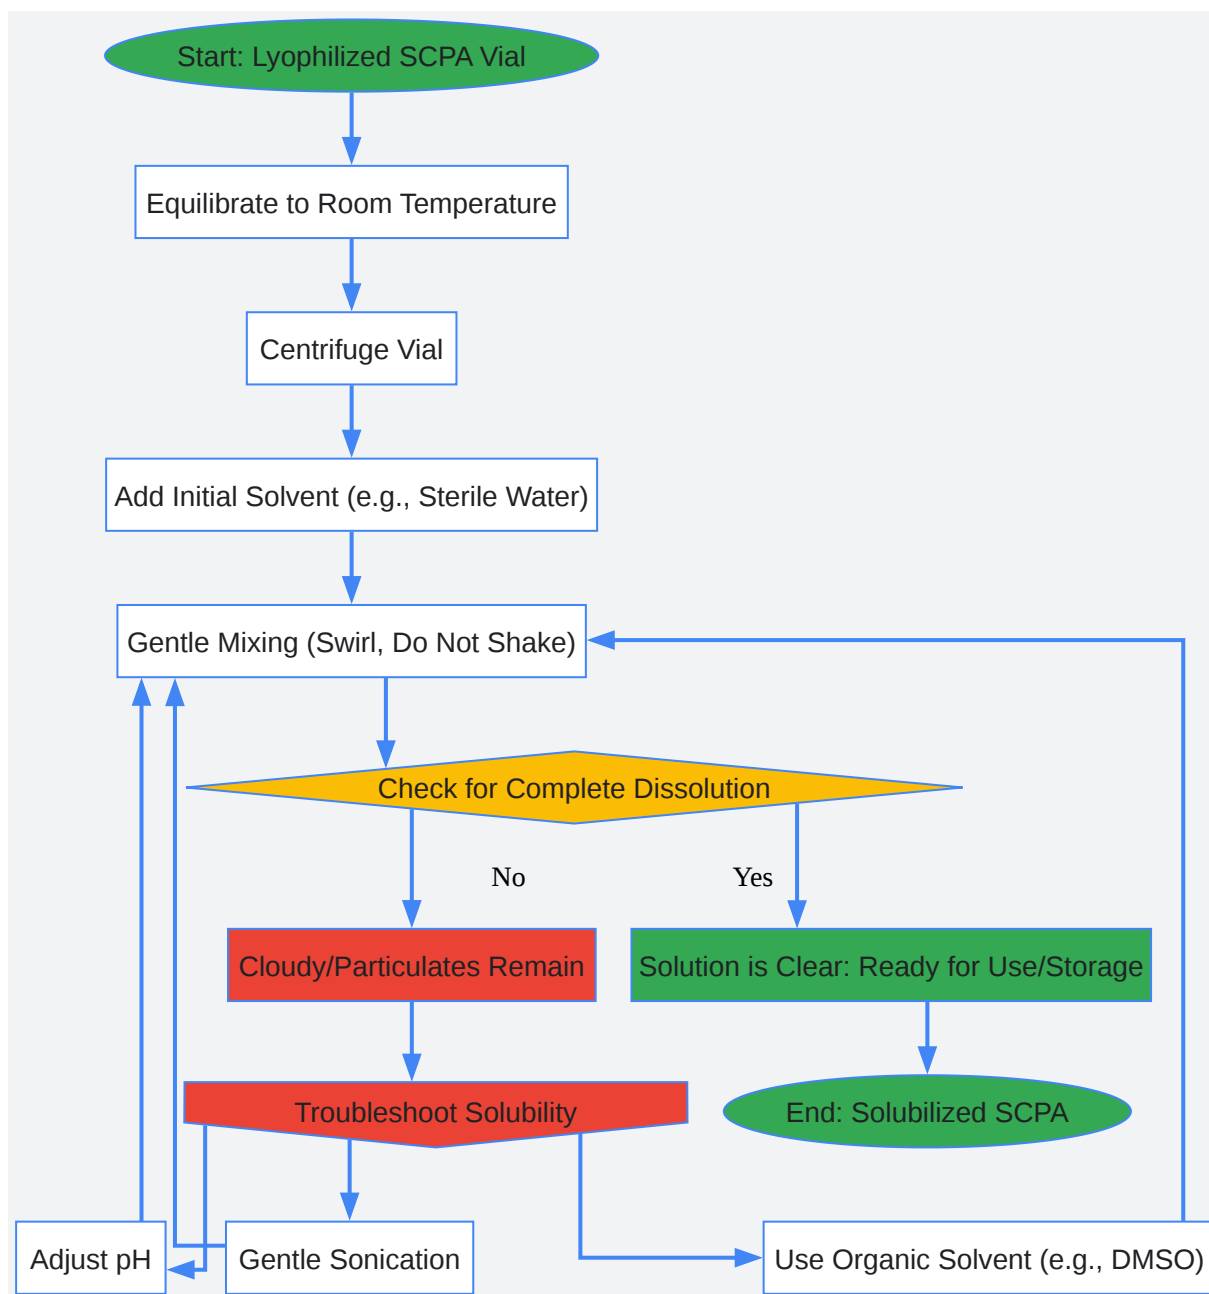 Start: Lyophilized SCPA Vial
Equilibrate to Room Temperature
Centrifuge Vial
Add Initial Solvent (e.g., Sterile Water)
Gentle Mixing (Swirl, Do Not Shake)
Check for Complete Dissolution
No
Yes
Cloudy/Particulates Remain
Solution is Clear: Ready for Use/Storage
Troubleshoot Solubility
End: Solubilized SCPA
Adjust pH
Gentle Sonication
Use Organic Solvent (e.g., DMSO)